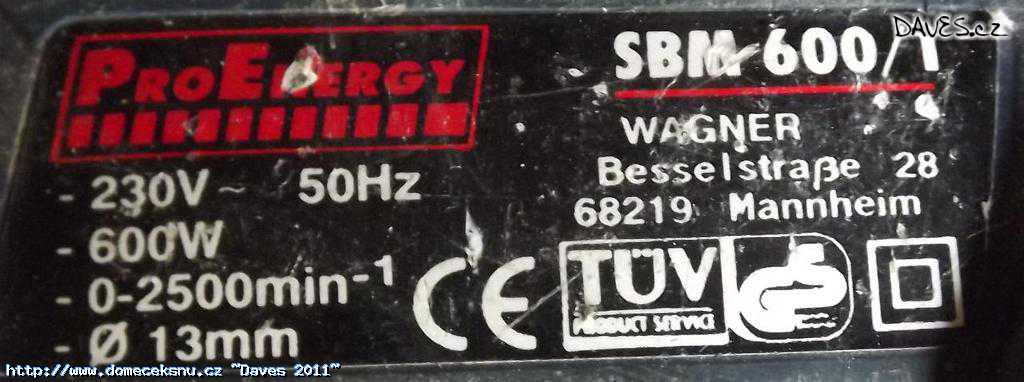 DAVES.cz
PROENERGY
SBM 600/1
WAGNER
Besselstraße 28
68219 Mannheim
- 230V ~ 50Hz
- 600W
- 0-2500min⁻¹
- Ø 13mm
CE
TÜV
PRODUCT SERVICE
GS
http://www.domeceksnu.cz ~Daves 2011~